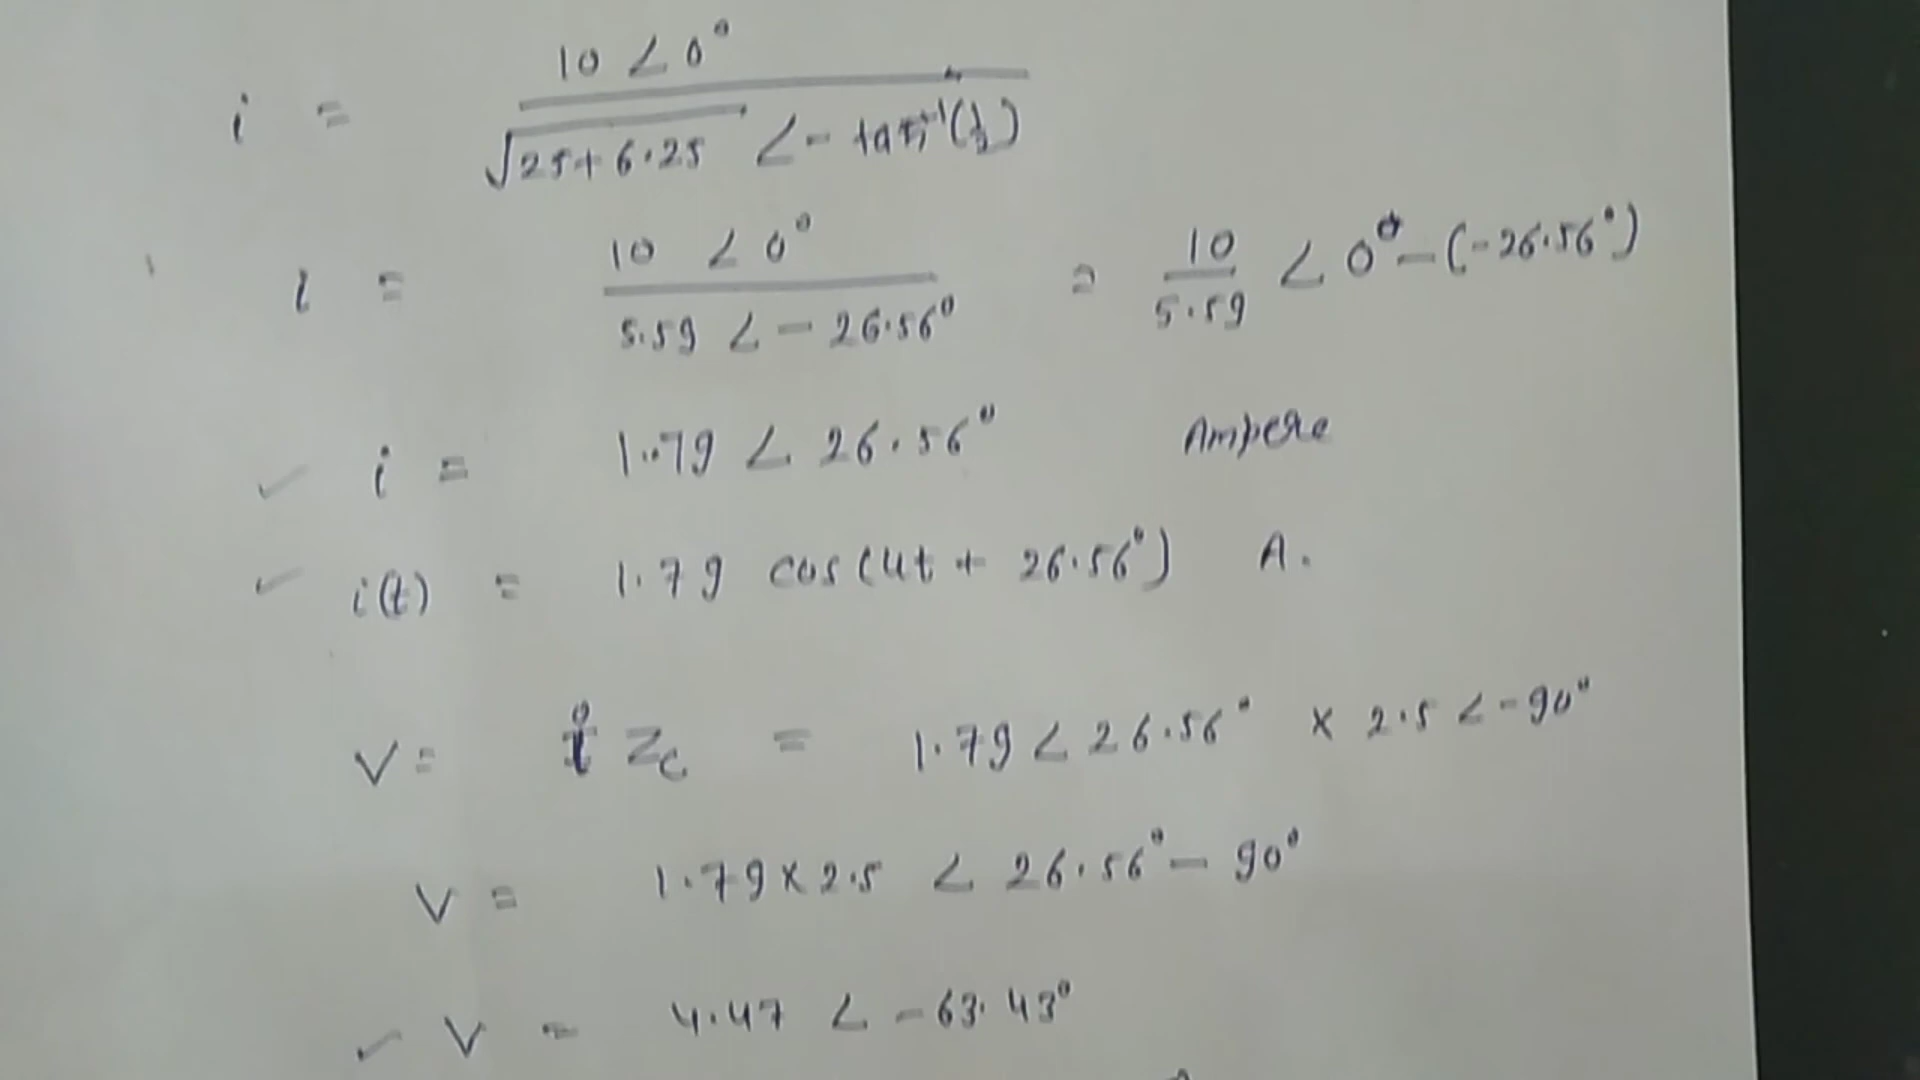 i = 10 ∠0° / √25+6.25 ∠- tan⁻¹(1/2)
i = 10 ∠0° / 5.59 ∠-26.56° = 10/5.59 ∠0°-(-26.56°)
i = 1.79 ∠ 26.56° Ampere
i(t) = 1.79 cos(4t + 26.56°) A.
V = i Zc = 1.79 ∠ 26.56° × 2.5 ∠-90°
V = 1.79×2.5 ∠ 26.56° - 90°
V = 4.47 ∠ -63.43°